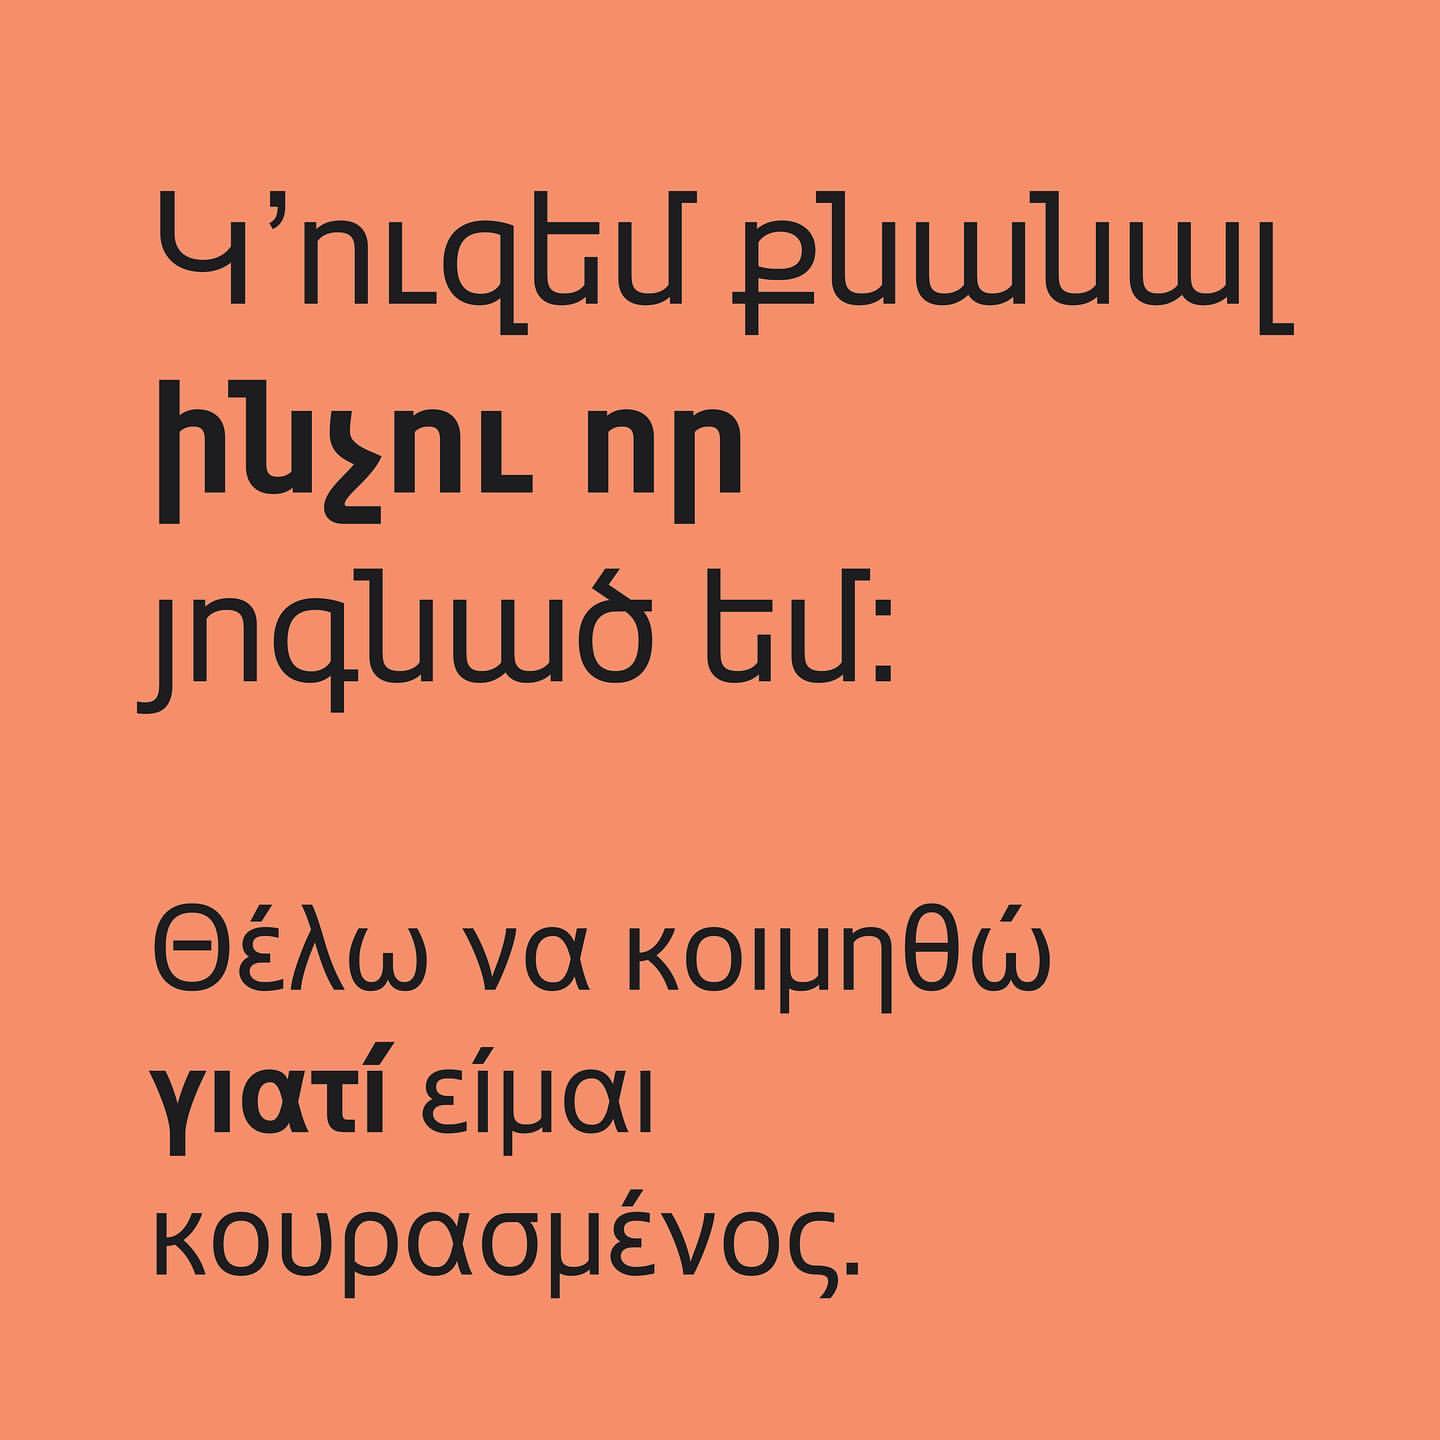 Կ’ուզեմ քնանալ
ինչու որ
յոգնած եմ։
Θέλω να κοιμηθώ
γιατί είμαι
κουρασμένος.